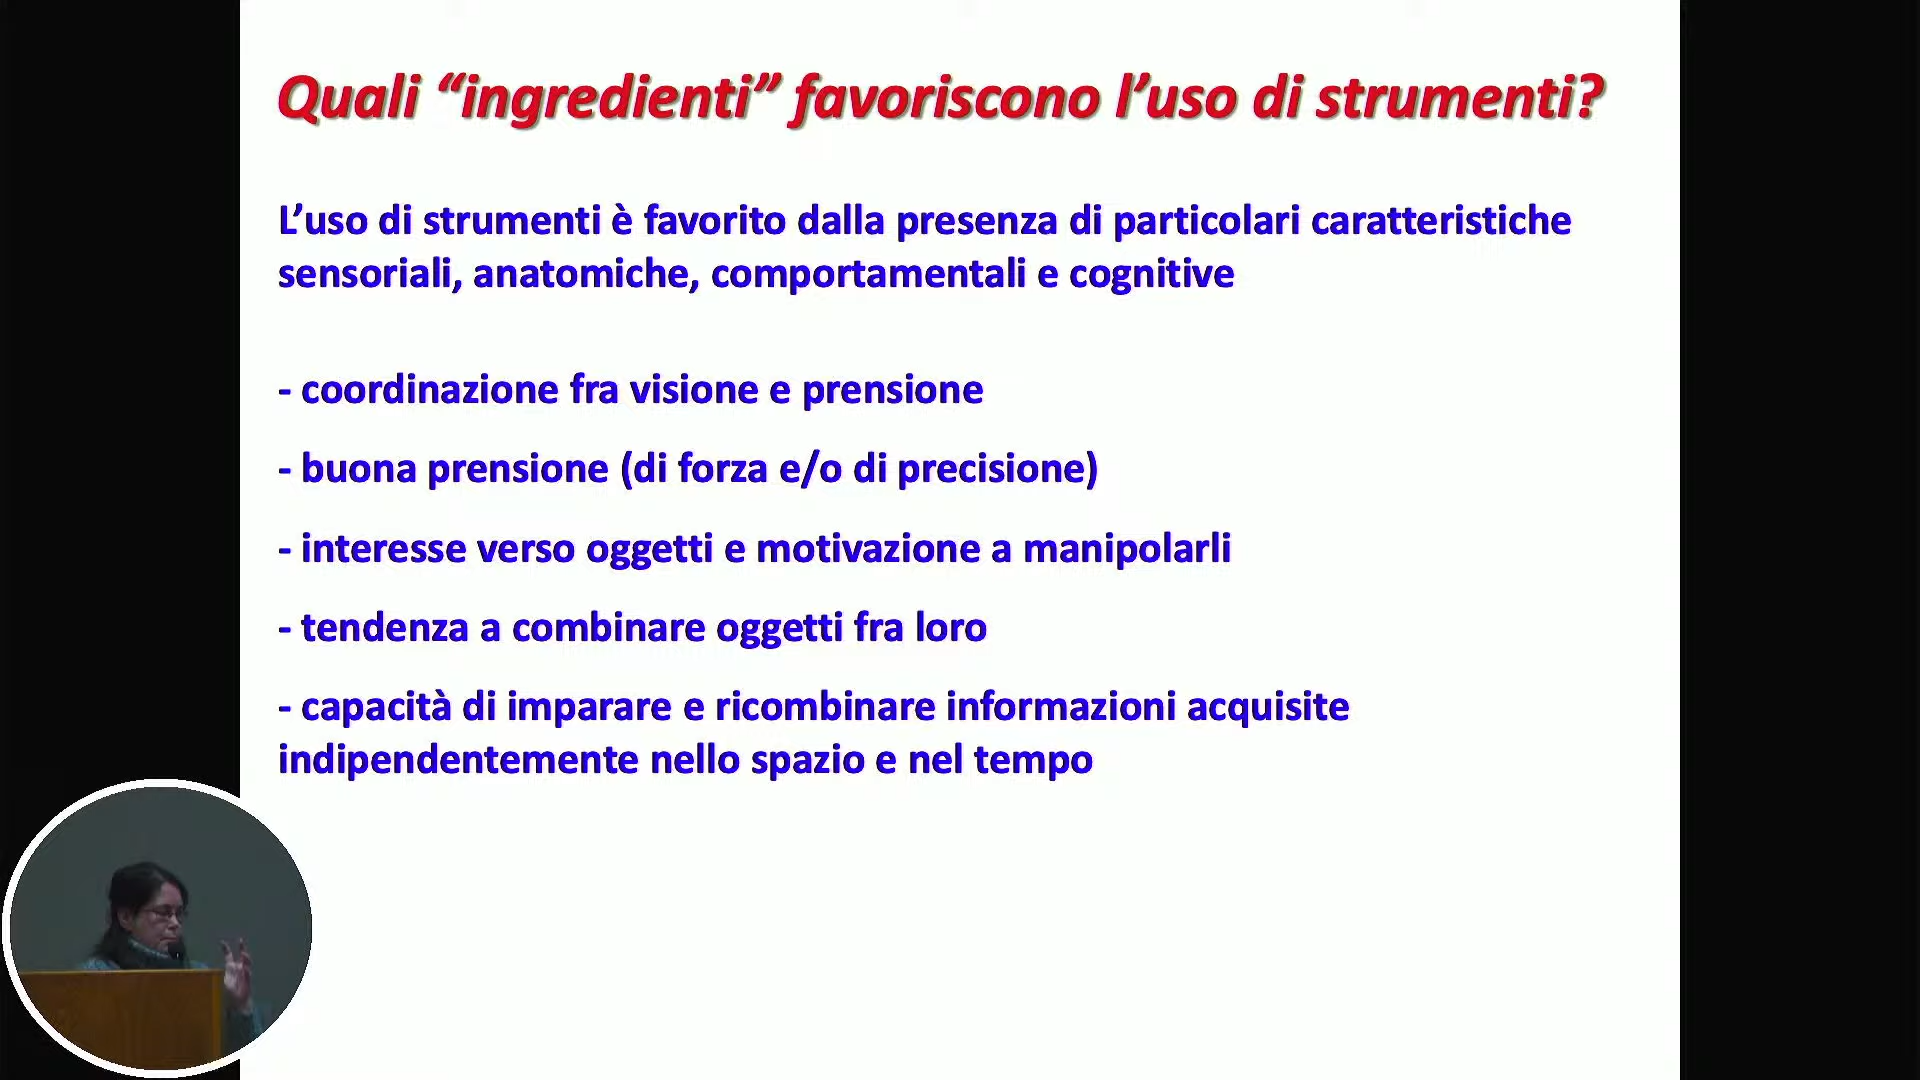 Quali “ingredienti” favoriscono l’uso di strumenti?
L’uso di strumenti è favorito dalla presenza di particolari caratteristiche
sensoriali, anatomiche, comportamentali e cognitive
- coordinazione fra visione e prensione
- buona prensione (di forza e/o di precisione)
- interesse verso oggetti e motivazione a manipolarli
- tendenza a combinare oggetti fra loro
- capacità di imparare e ricombinare informazioni acquisite
indipendentemente nello spazio e nel tempo